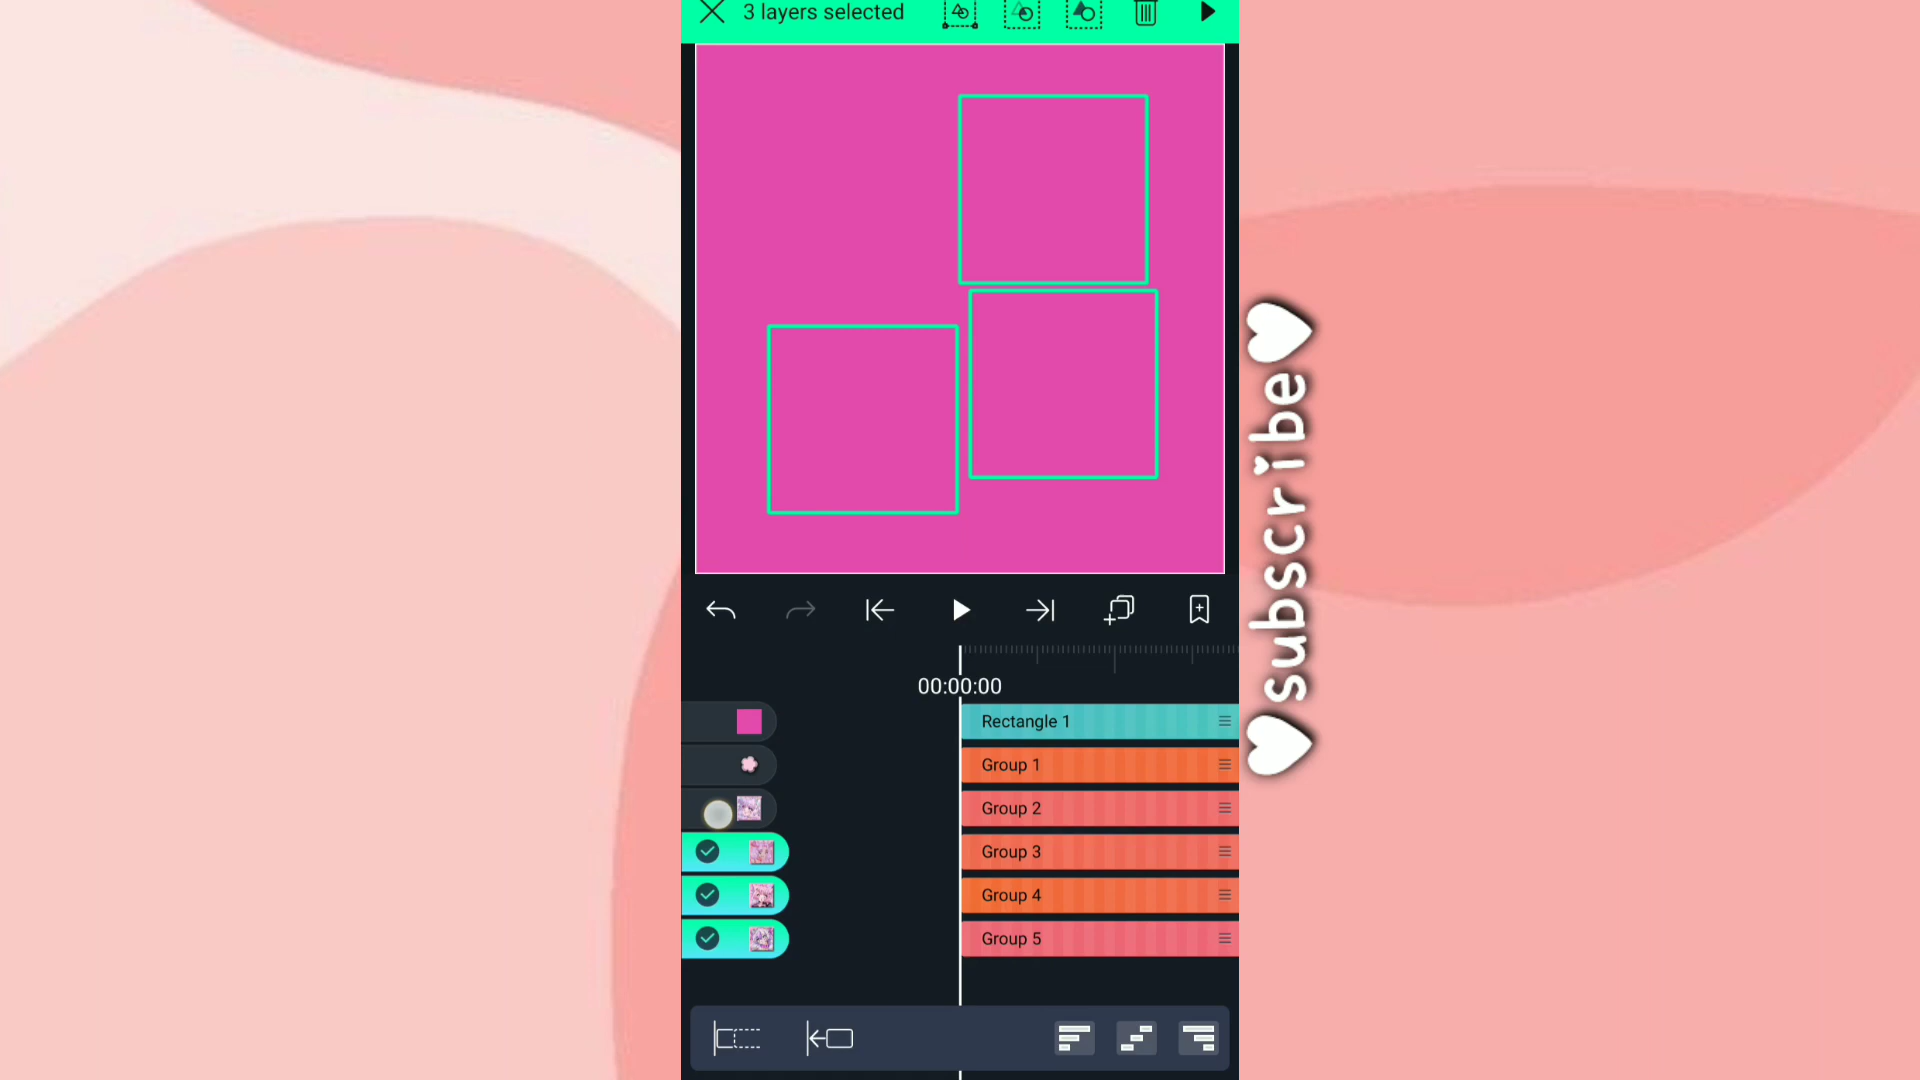 3 layers selected
00:00:00
Rectangle 1
Group 1
Group 2
Group 3
Group 4
Group 5
♥subscribe♥